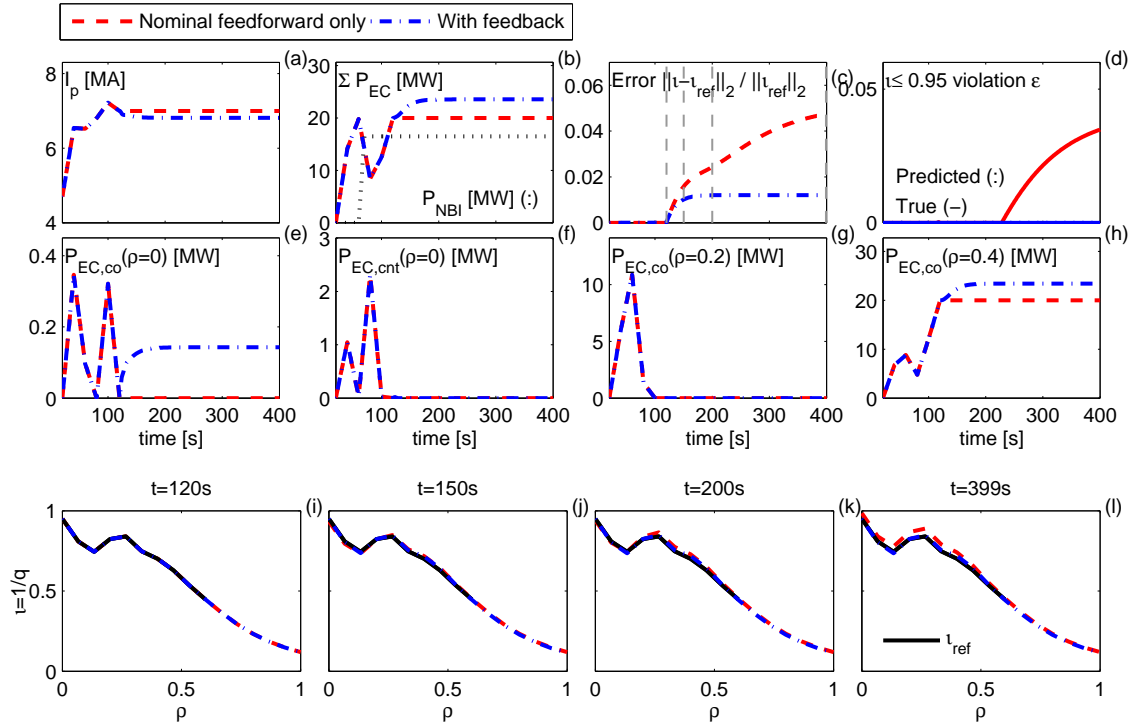 Nominal feedforward only With feedback
(a) (b) (c) (d)
I_p [MA]
Σ P_EC [MW]
Error ||ι−ι_ref||_2 / ||ι_ref||_2
ι≤ 0.95 violation ε
8
6
4
30
20
10
0
0.06
0.04
0.02
0
0.05
0
P_NBI [MW] (:)
Predicted (:)
True (−)
(e) (f) (g) (h)
P_EC,co(ρ=0) [MW]
P_EC,cnt(ρ=0) [MW]
P_EC,co(ρ=0.2) [MW]
P_EC,co(ρ=0.4) [MW]
0.4
0.2
0
3
2
1
0
10
5
0
30
20
10
0
100 200 300 400
100 200 300 400
100 200 300 400
100 200 300 400
time [s] time [s] time [s] time [s]
t=120s t=150s t=200s t=399s
(i) (j) (k) (l)
1
0.5
0
ι=1/q
ι_ref
0 0.5 1
0 0.5 1
0 0.5 1
0 0.5 1
ρ ρ ρ ρ